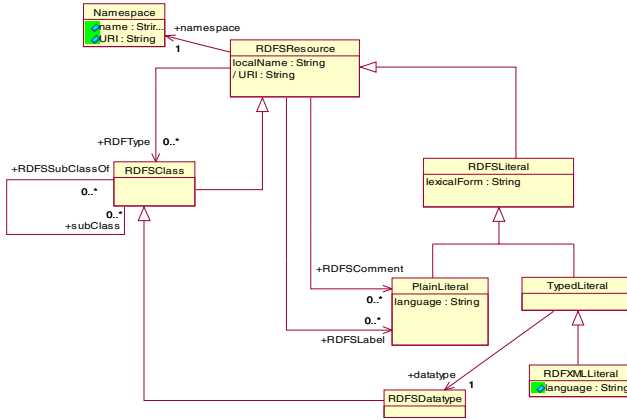 Namespace
name : Strir...
URI : String
+namespace
1
RDFSResource
localName : String
/ URI : String
+RDFType
0..*
+RDFSSubClassOf
RDFSClass
0..*
0..*
+subClass
RDFSLiteral
lexicalForm : String
+RDFSComment
0..*
PlainLiteral
language : String
0..*
+RDFSLabel
TypedLiteral
+datatype
1
RDFXMLLiteral
language : String
RDFSDatatype